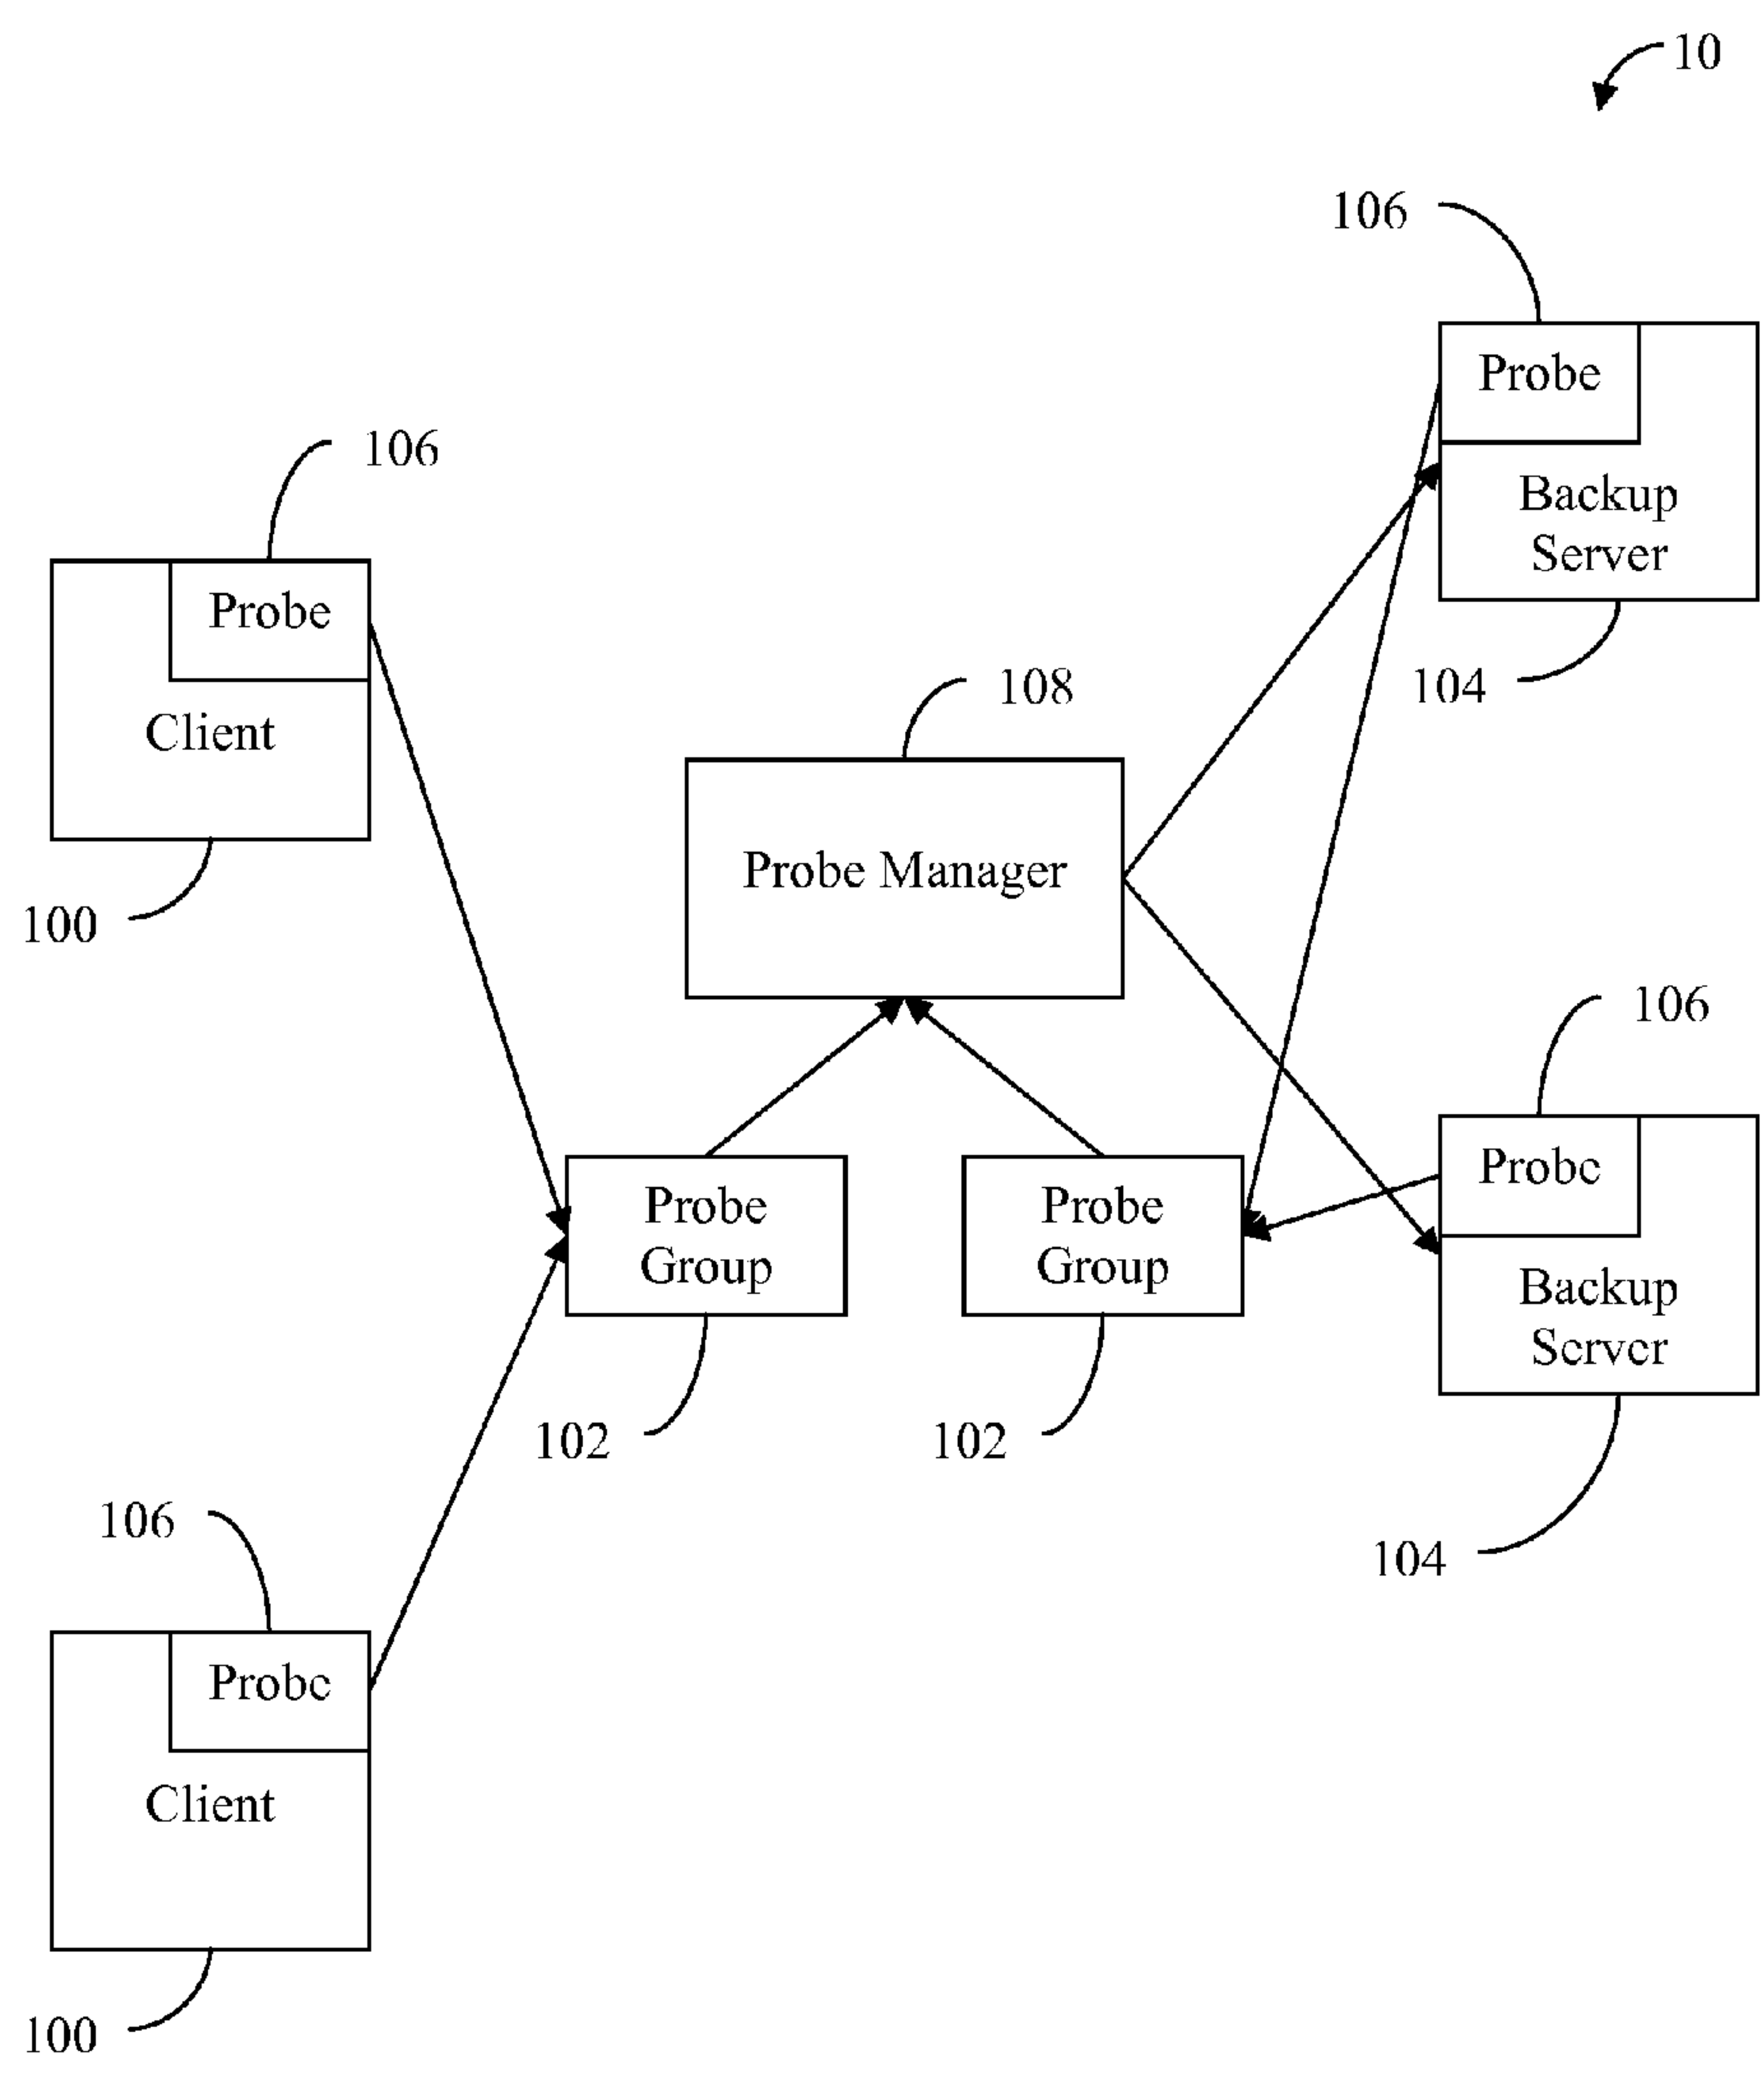 10
106
Probe
Backup
Server
104
106
Probe
Client
100
108
Probe Manager
106
Probe
Backup
Server
104
Probe
Group
102
Probe
Group
102
106
Probe
Client
100